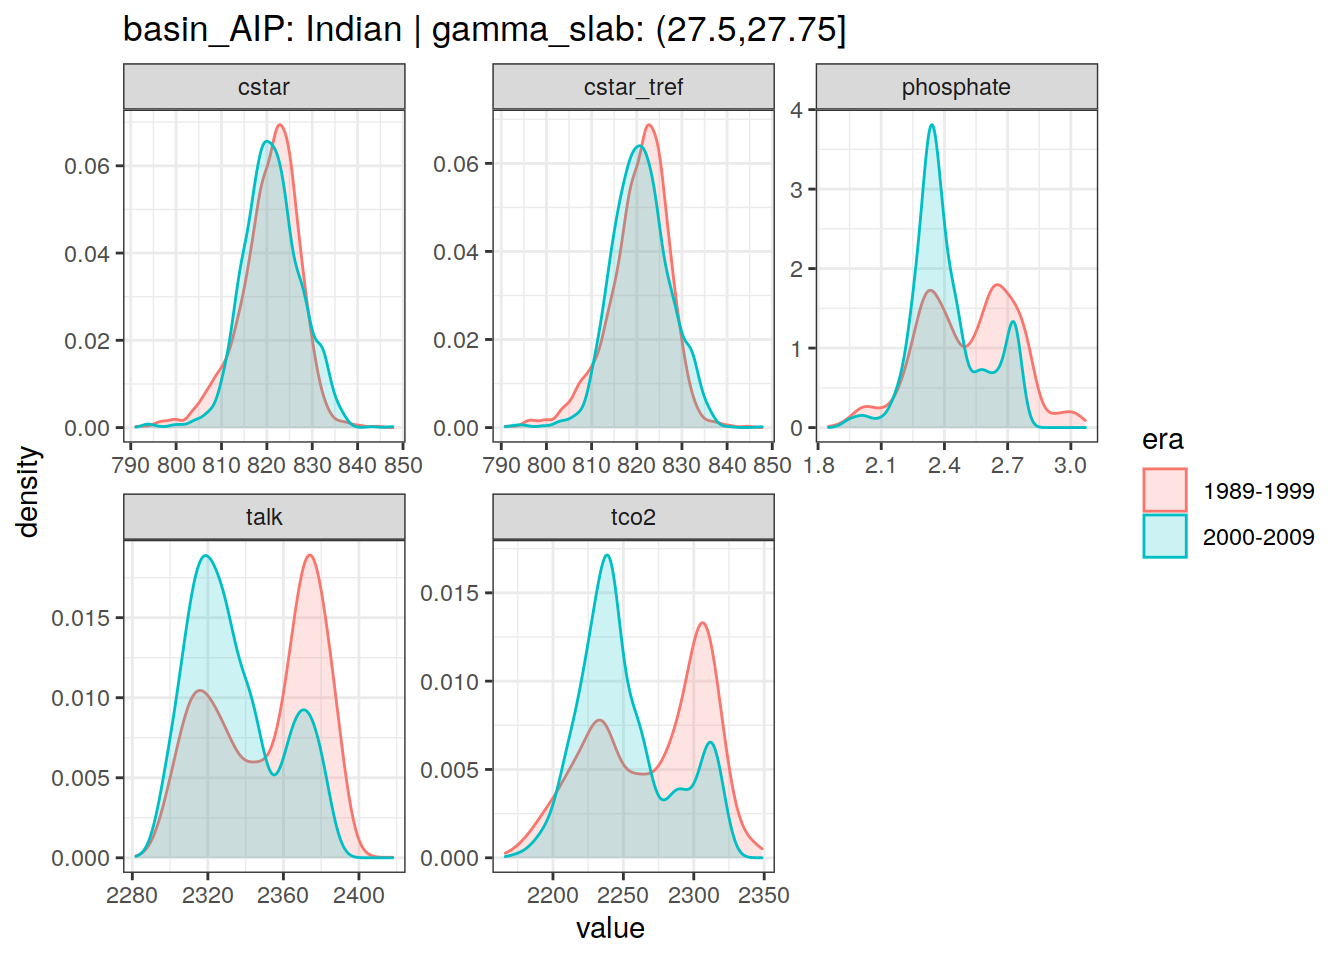 basin_AIP: Indian | gamma_slab: (27.5,27.75]
cstar
cstar_tref
phosphate
0.06
0.04
0.02
0.00
790 800 810 820 830 840 850
0.06
0.04
0.02
0.00
790 800 810 820 830 840 850
4
3
2
1
0
1.8 2.1 2.4 2.7 3.0
density
talk
tco2
0.015
0.010
0.005
0.000
2280 2320 2360 2400
0.015
0.010
0.005
0.000
2200 2250 2300 2350
value
era
1989-1999
2000-2009